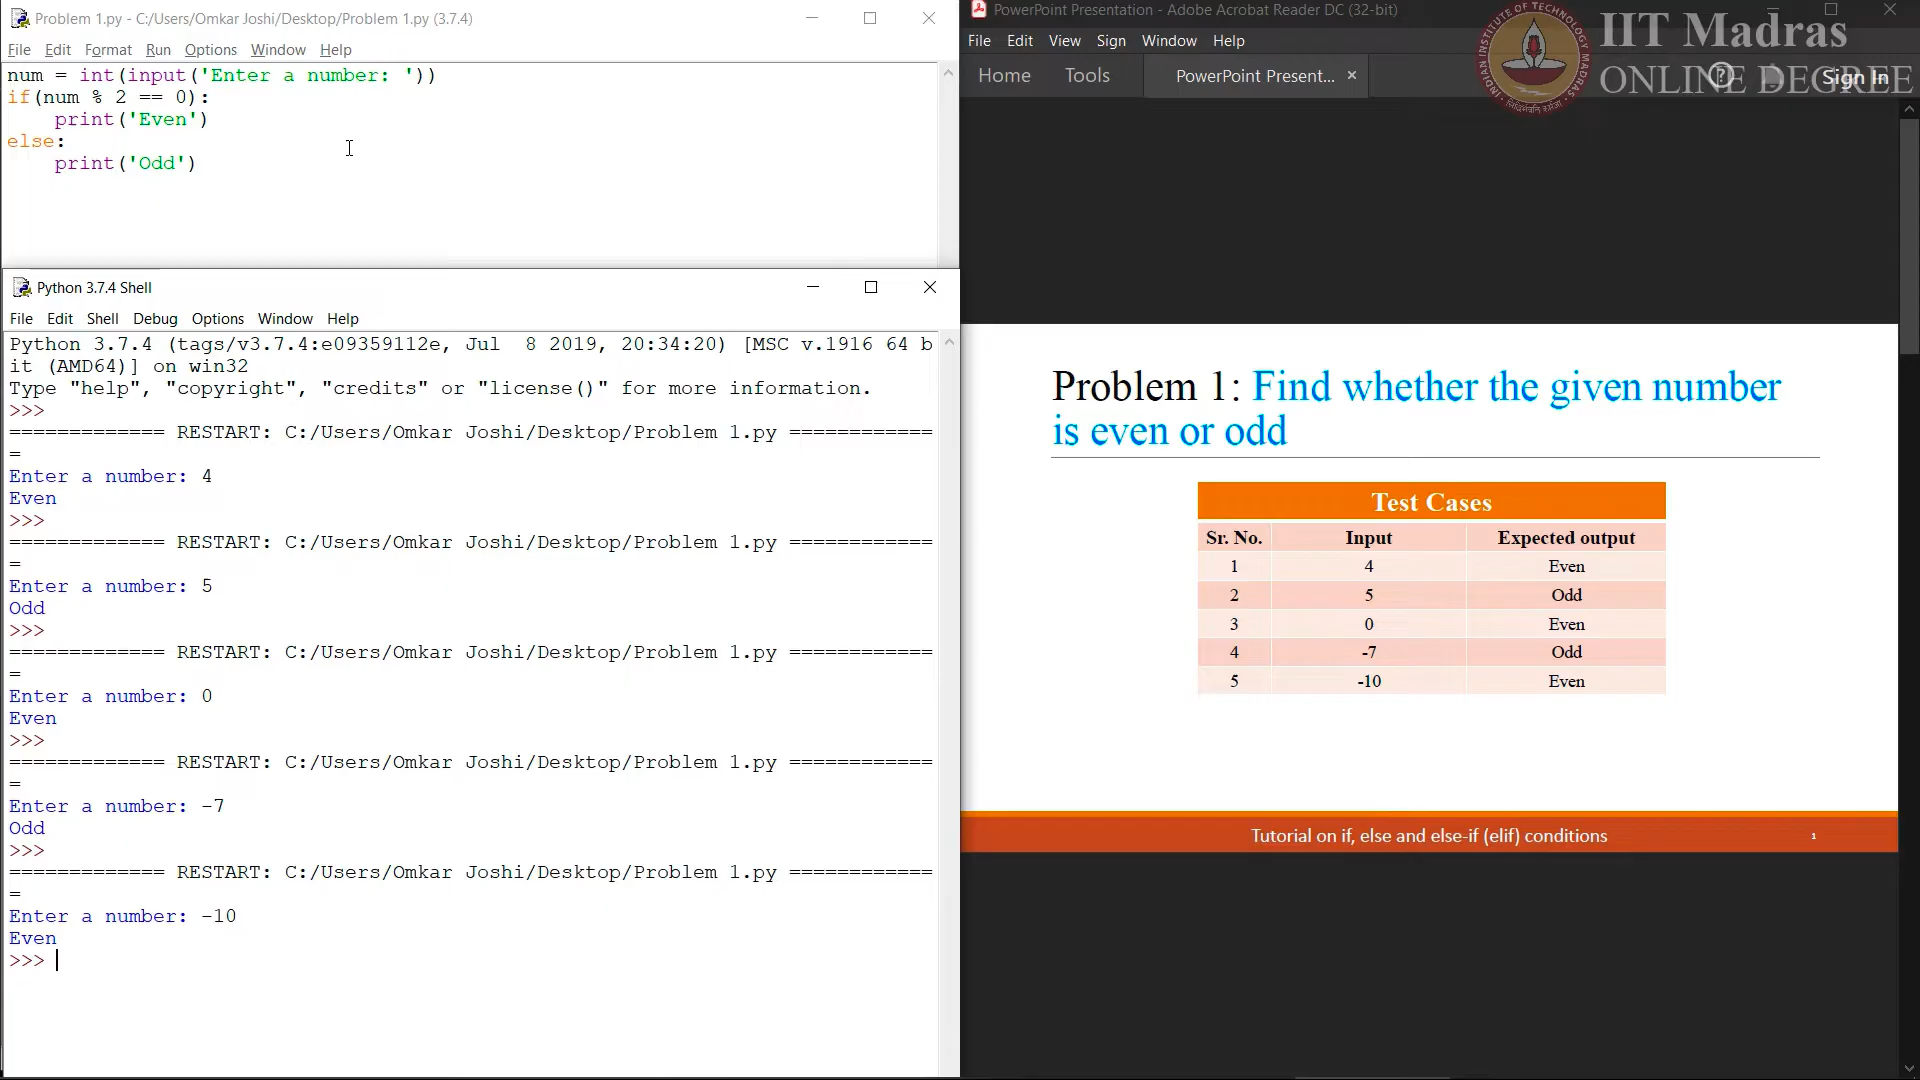 Problem 1.py - C:/Users/Omkar Joshi/Desktop/Problem 1.py (3.7.4)
File Edit Format Run Options Window Help
num = int(input('Enter a number: '))
if(num % 2 == 0):
    print('Even')
else:
    print('Odd')
Python 3.7.4 Shell
File Edit Shell Debug Options Window Help
Python 3.7.4 (tags/v3.7.4:e09359112e, Jul  8 2019, 20:34:20) [MSC v.1916 64 b
it (AMD64)] on win32
Type "help", "copyright", "credits" or "license()" for more information.
>>>
============= RESTART: C:/Users/Omkar Joshi/Desktop/Problem 1.py ============
=
Enter a number: 4
Even
>>>
============= RESTART: C:/Users/Omkar Joshi/Desktop/Problem 1.py ============
=
Enter a number: 5
Odd
>>>
============= RESTART: C:/Users/Omkar Joshi/Desktop/Problem 1.py ============
=
Enter a number: 0
Even
>>>
============= RESTART: C:/Users/Omkar Joshi/Desktop/Problem 1.py ============
=
Enter a number: -7
Odd
>>>
============= RESTART: C:/Users/Omkar Joshi/Desktop/Problem 1.py ============
=
Enter a number: -10
Even
>>>
PowerPoint Presentation - Adobe Acrobat Reader DC (32-bit)
File Edit View Sign Window Help
Home Tools PowerPoint Present... × Sign In
INDIAN INSTITUTE OF TECHNOLOGY MADRAS
IIT Madras
ONLINE DEGREE
Problem 1: Find whether the given number
is even or odd
Test Cases
Sr. No. Input Expected output
1 4 Even
2 5 Odd
3 0 Even
4 -7 Odd
5 -10 Even
Tutorial on if, else and else-if (elif) conditions 1